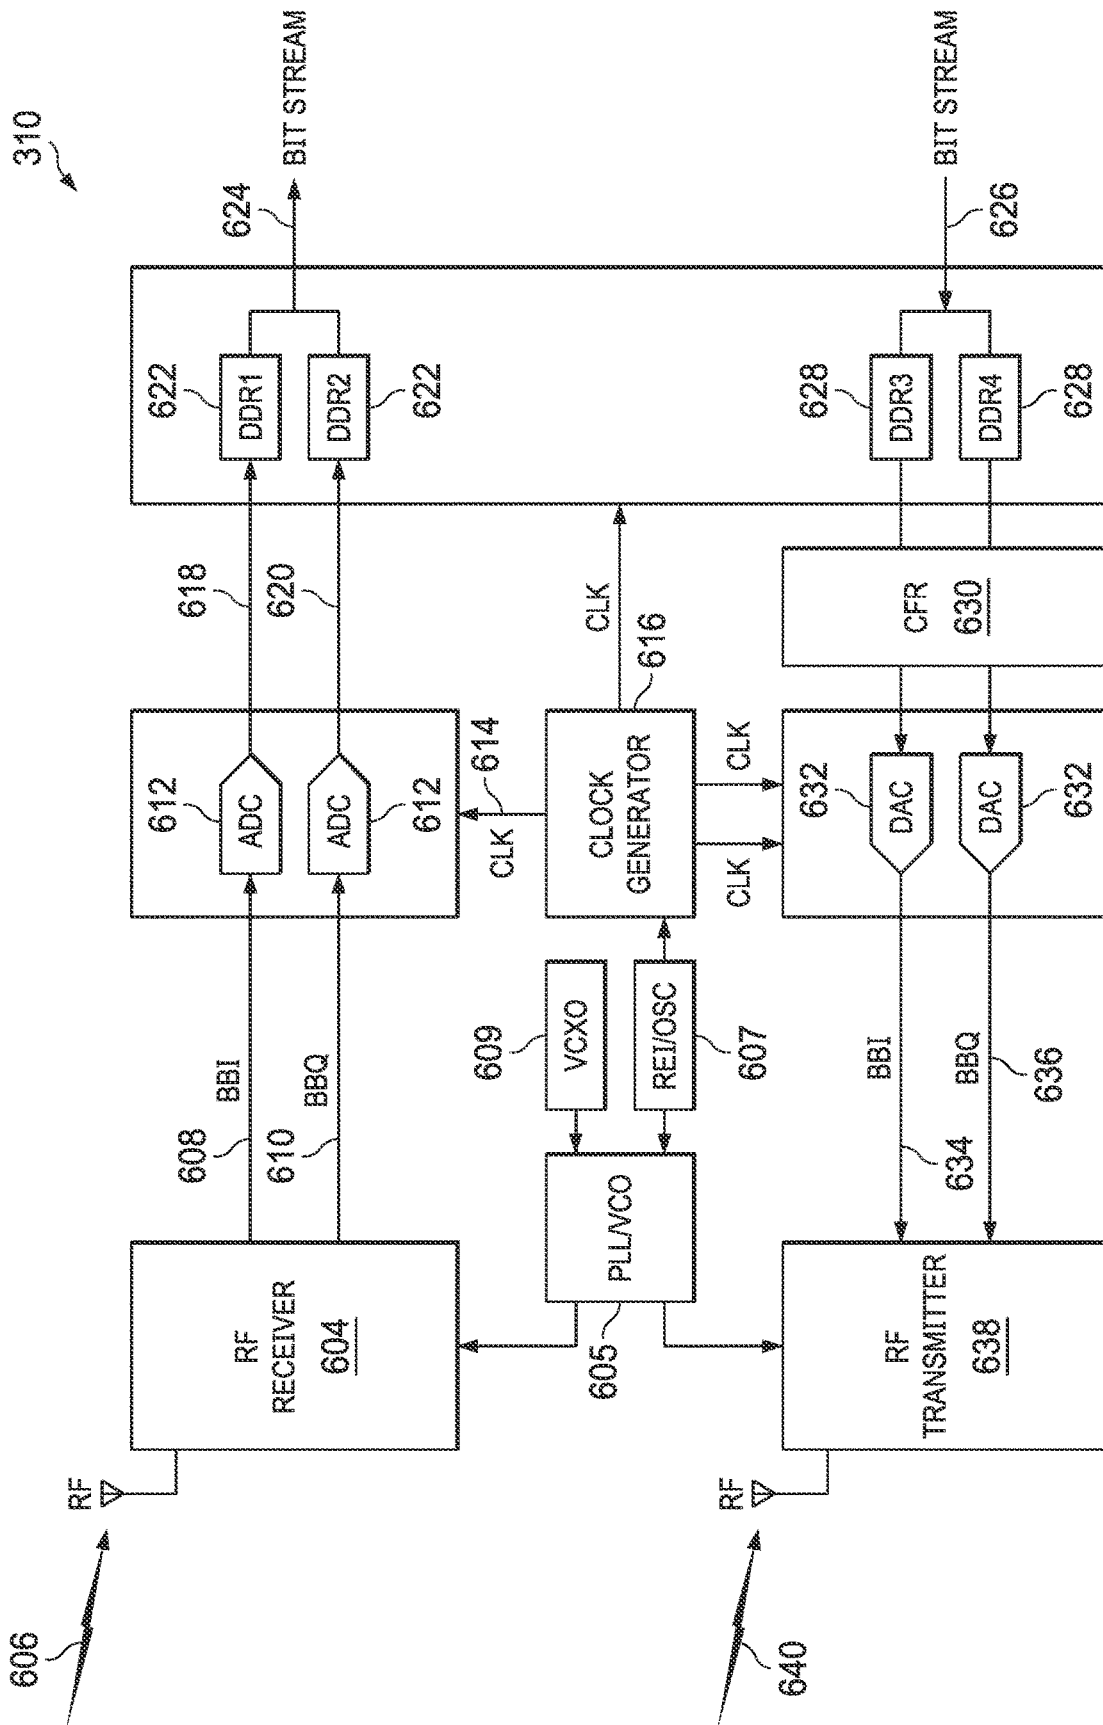 310
606
RF
RF
RECEIVER
604
608
BBI
610
BBQ
612
ADC
ADC
612
618
620
622
DDR1
DDR2
622
624
BIT STREAM
605
PLL/VCO
609
VCXO
REI/OSC
607
CLOCK
GENERATOR
616
CLK
614
CLK
CLK
CLK
640
RF
RF
TRANSMITTER
638
634
BBI
BBQ
636
632
DAC
DAC
632
CFR
630
628
DDR3
DDR4
628
626
BIT STREAM